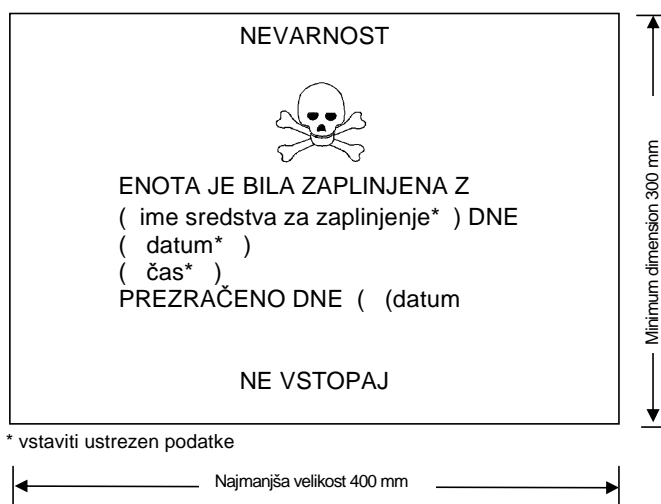 NEVARNOST
ENOTA JE BILA ZAPLINJENA Z
( ime sredstva za zaplinjenje* ) DNE
( datum* )
( čas* )
PREZRAČENO DNE ( (datum
NE VSTOPAJ
* vstaviti ustrezen podatke
Najmanjša velikost 400 mm
Minimum dimension 300 mm